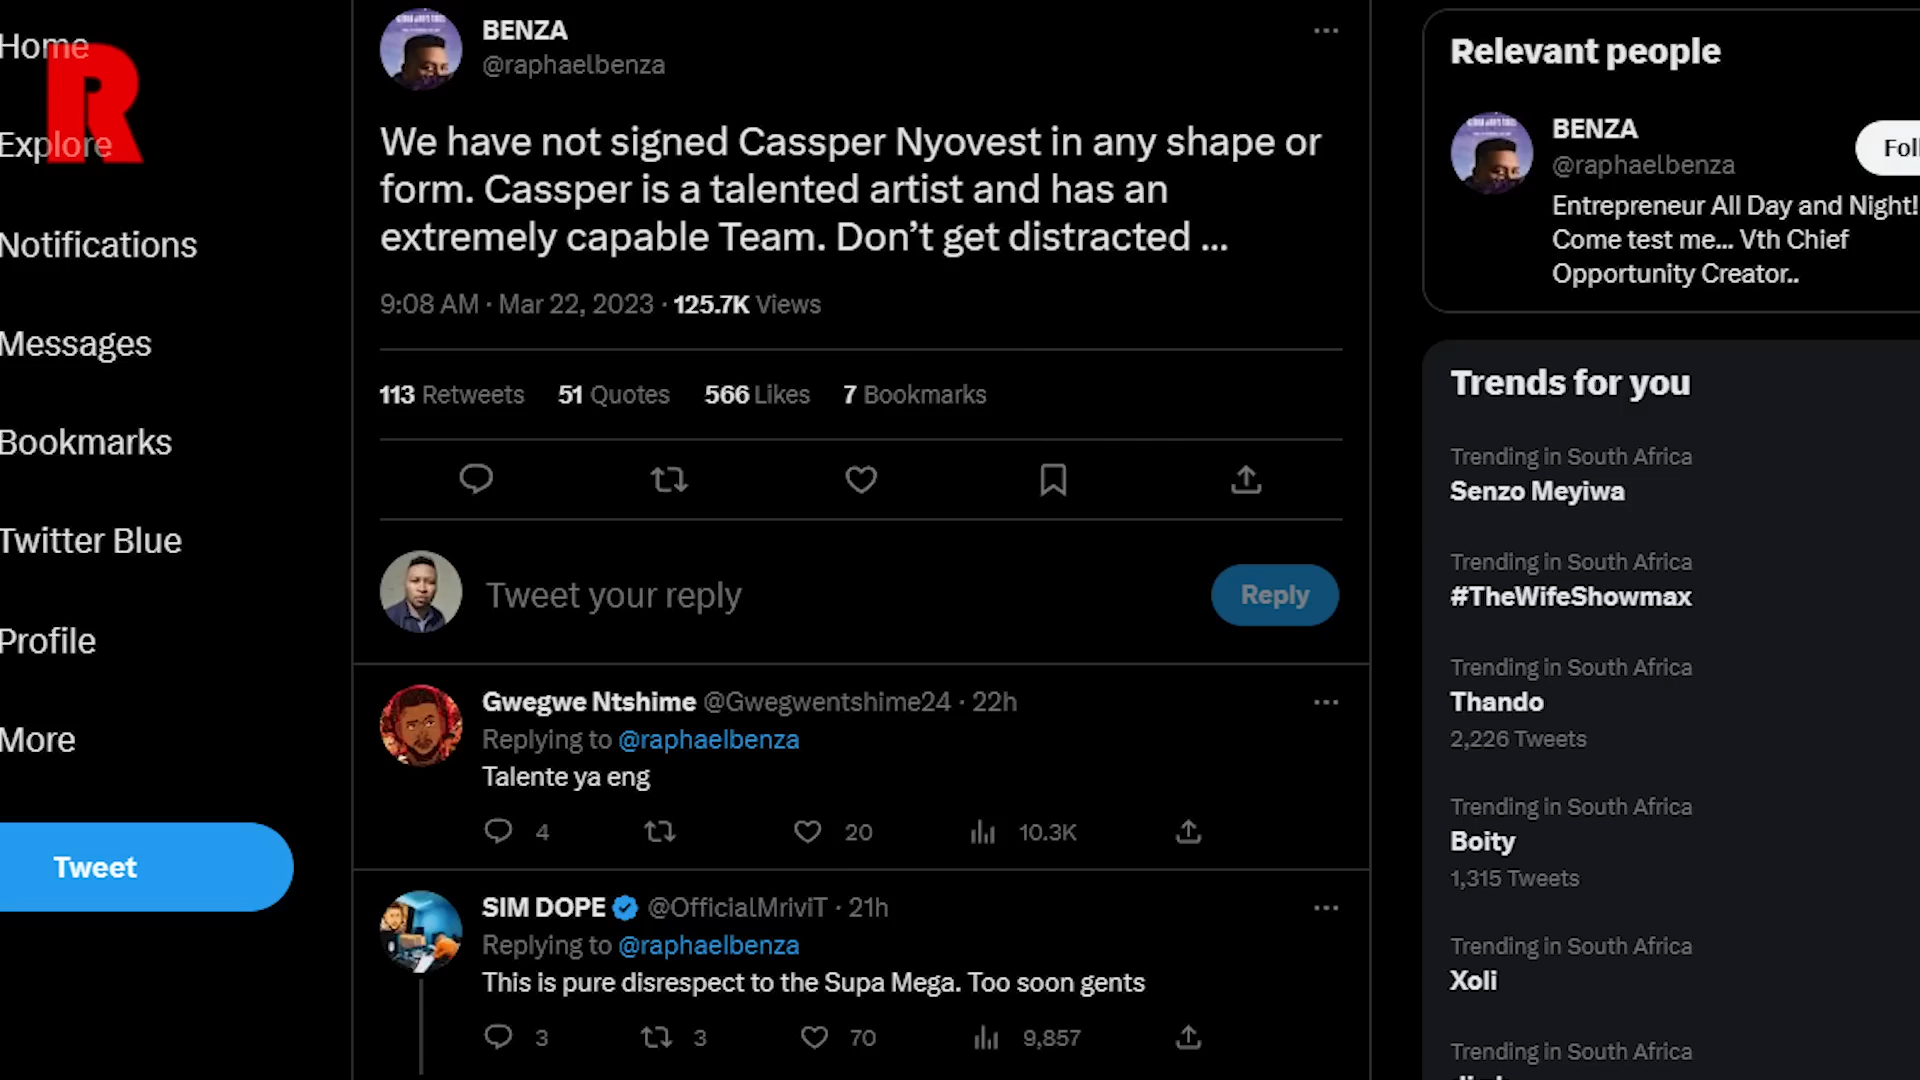 Home
R
Explore
Notifications
Messages
Bookmarks
Twitter Blue
Profile
More
Tweet
BENZA
@raphaelbenza
We have not signed Cassper Nyovest in any shape or
form. Cassper is a talented artist and has an
extremely capable Team. Don’t get distracted ...
9:08 AM · Mar 22, 2023 · 125.7K Views
113 Retweets 51 Quotes 566 Likes 7 Bookmarks
Tweet your reply
Reply
Gwegwe Ntshime @Gwegwentshime24 · 22h
Replying to @raphaelbenza
Talente ya eng
4 20 10.3K
SIM DOPE @OfficialMriviT · 21h
Replying to @raphaelbenza
This is pure disrespect to the Supa Mega. Too soon gents
3 3 70 9,857
Relevant people
BENZA
@raphaelbenza
Foll
Entrepreneur All Day and Night!
Come test me... Vth Chief
Opportunity Creator..
Trends for you
Trending in South Africa
Senzo Meyiwa
Trending in South Africa
#TheWifeShowmax
Trending in South Africa
Thando
2,226 Tweets
Trending in South Africa
Boity
1,315 Tweets
Trending in South Africa
Xoli
Trending in South Africa